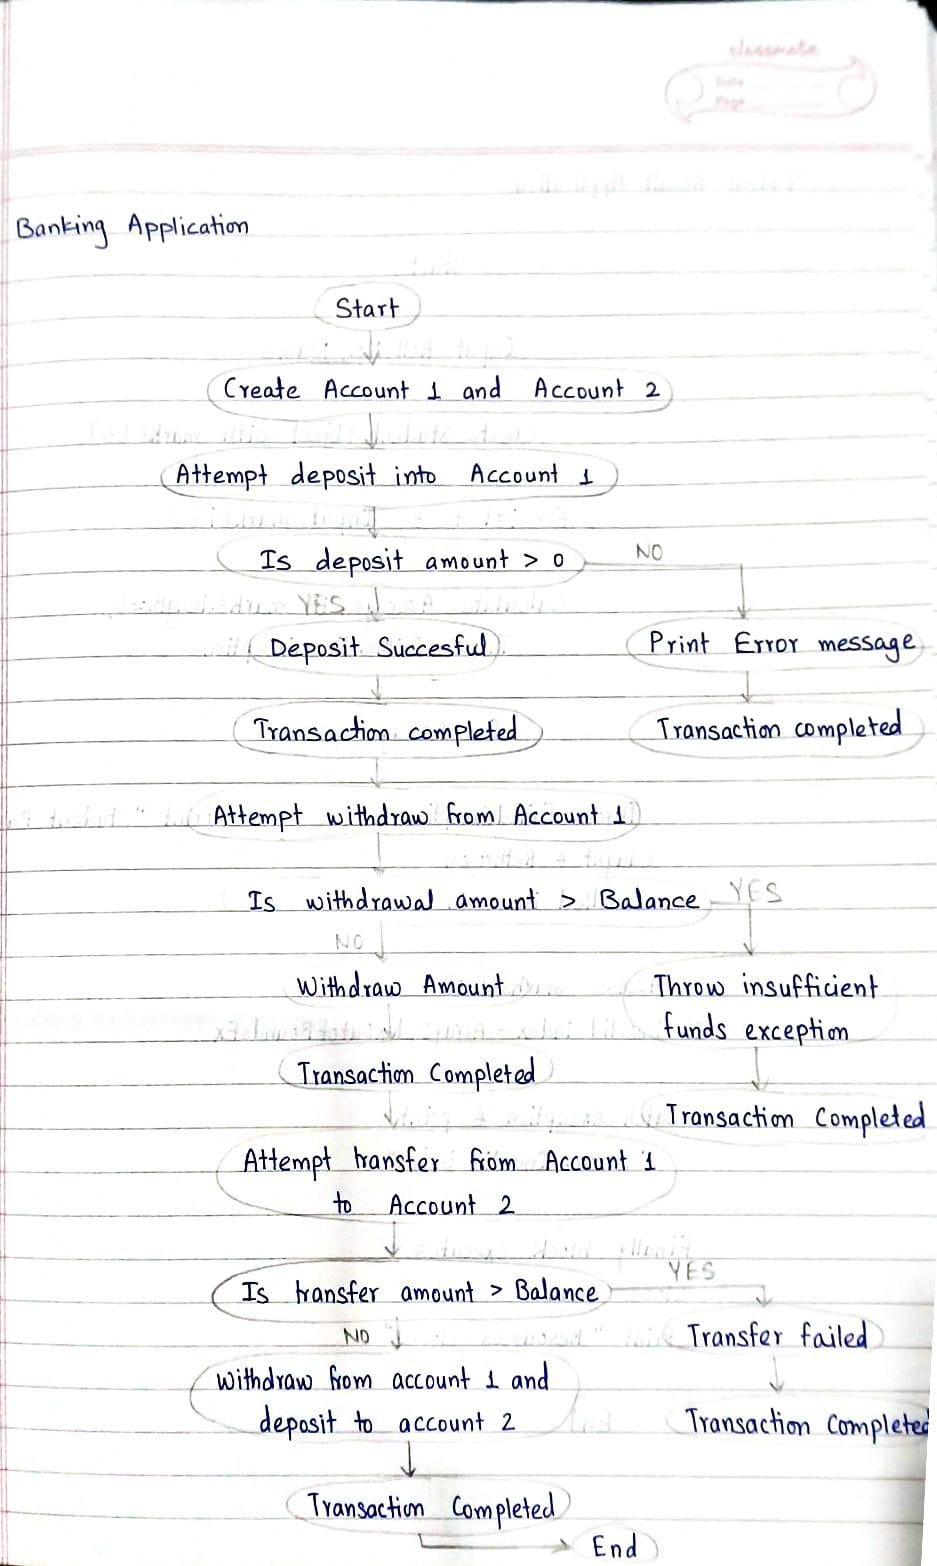 classmate
Date
Page
Banking Application
Start
Create Account 1 and Account 2
Attempt deposit into Account 1
Is deposit amount > 0 NO
YES
Deposit Succesful Print Error message
Transaction completed Transaction completed
Attempt withdraw from Account 1
Is withdrawal amount > Balance YES
NO
Withdraw Amount Throw insufficient
funds exception
Transaction Completed
Transaction Completed
Attempt transfer from Account 1
to Account 2
YES
Is transfer amount > Balance
NO Transfer failed
Withdraw from account 1 and
deposit to account 2 Transaction Completed
Transaction Completed
End